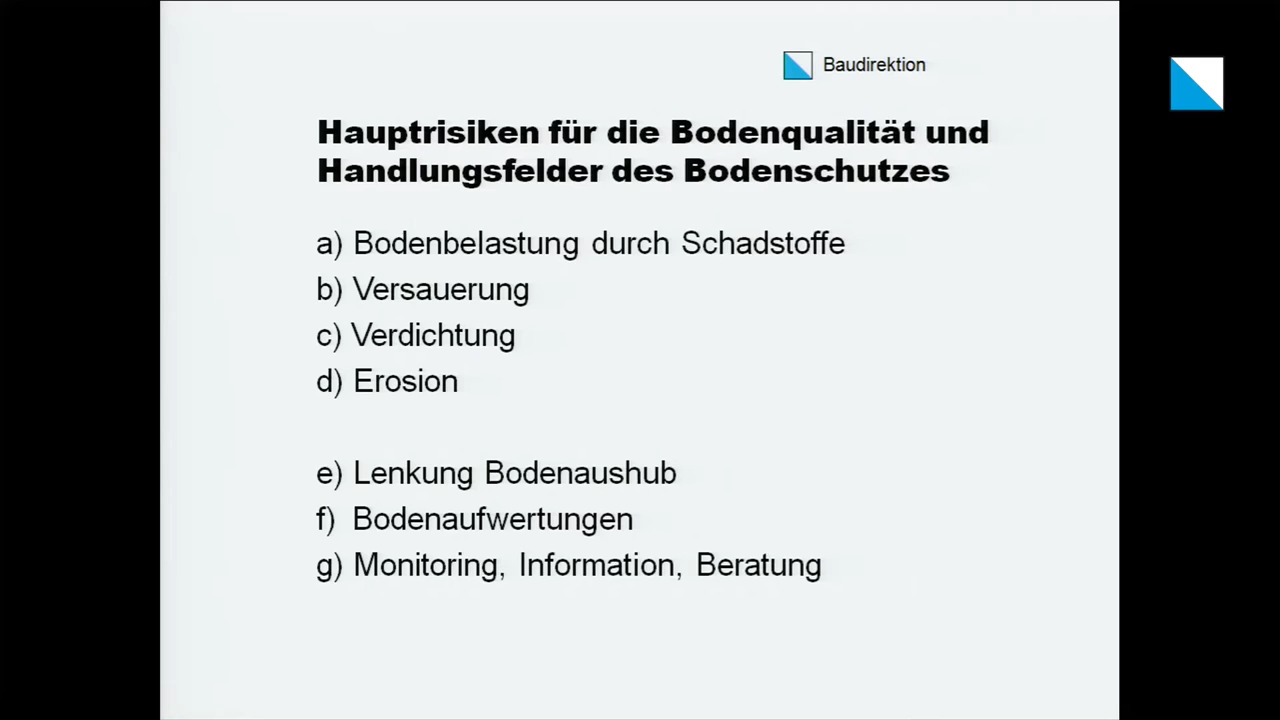 Baudirektion
Hauptrisiken für die Bodenqualität und
Handlungsfelder des Bodenschutzes
a) Bodenbelastung durch Schadstoffe
b) Versauerung
c) Verdichtung
d) Erosion
e) Lenkung Bodenaushub
f) Bodenaufwertungen
g) Monitoring, Information, Beratung